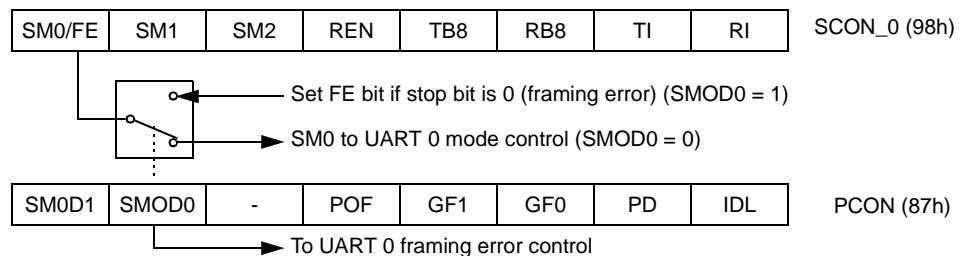 SM0/FE SM1 SM2 REN TB8 RB8 TI RI SCON_0 (98h)
Set FE bit if stop bit is 0 (framing error) (SMOD0 = 1)
SM0 to UART 0 mode control (SMOD0 = 0)
SM0D1 SMOD0 - POF GF1 GF0 PD IDL PCON (87h)
To UART 0 framing error control